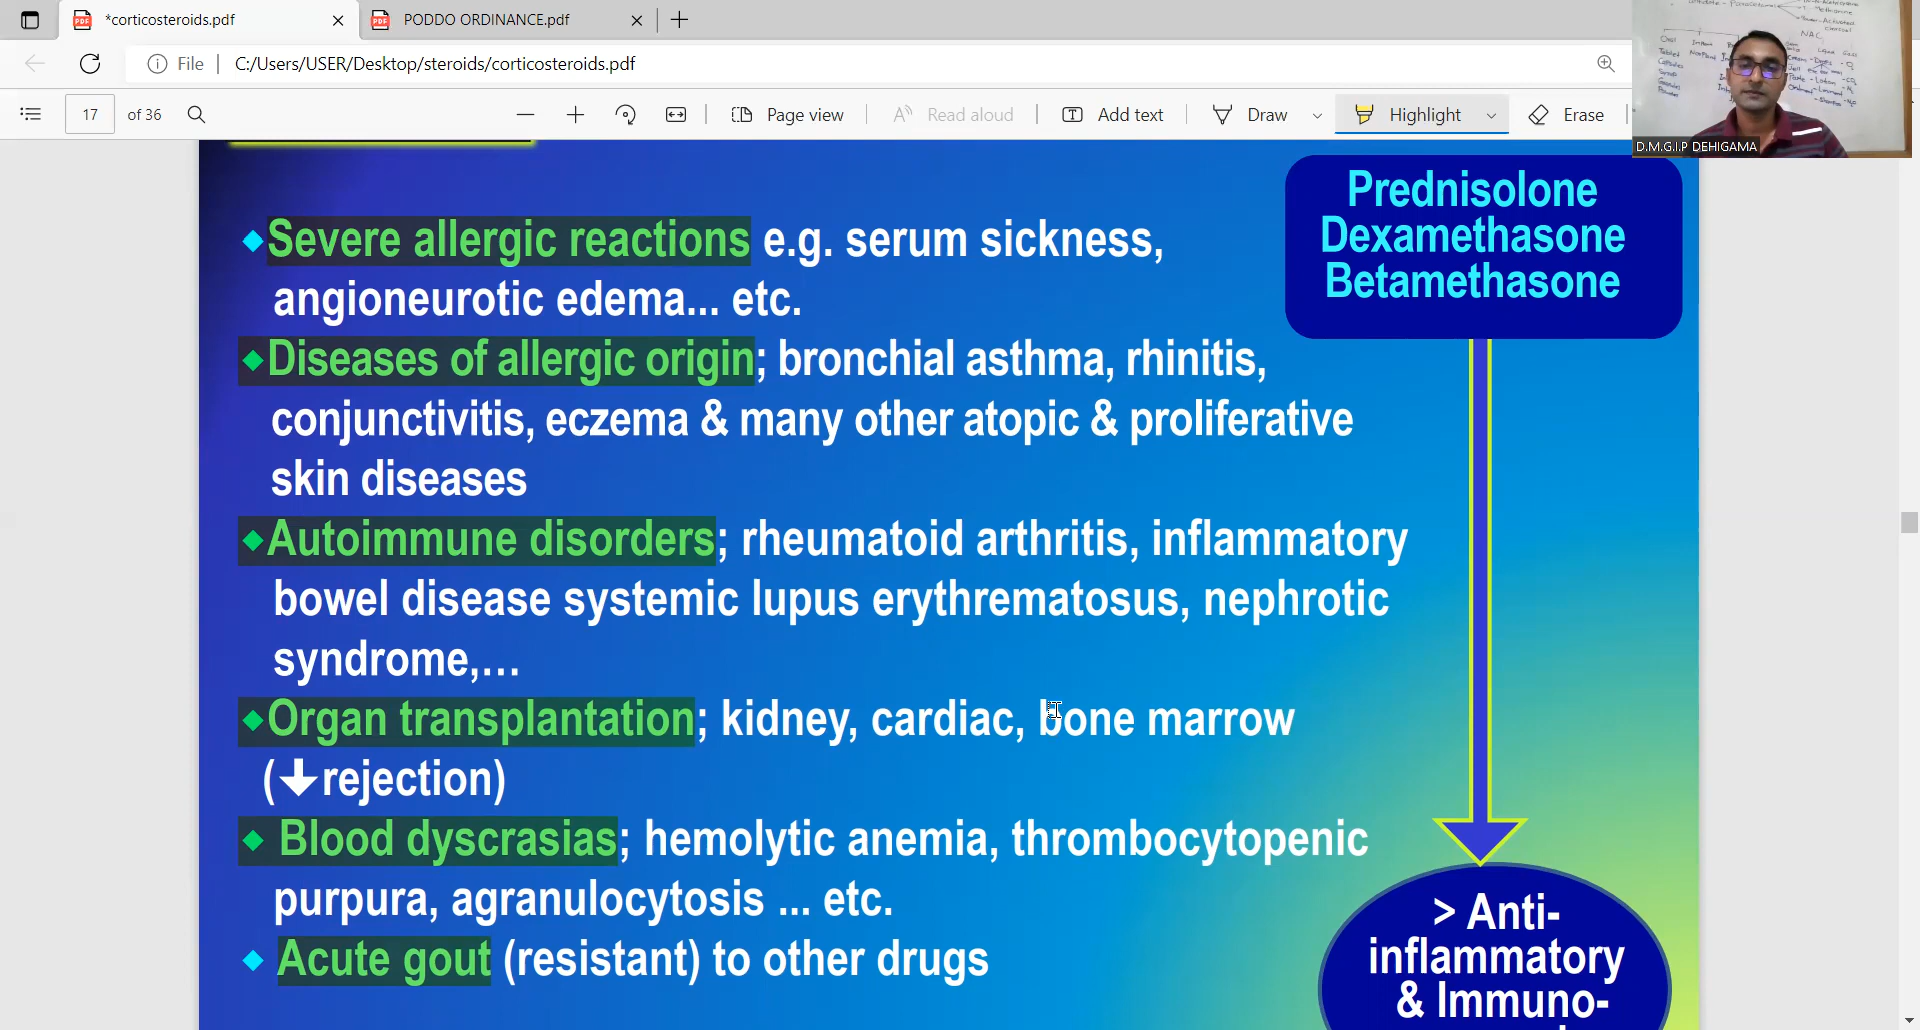 *corticosteroids.pdf
PODDO ORDINANCE.pdf
File
C:/Users/USER/Desktop/steroids/corticosteroids.pdf
17 of 36
Page view
Read aloud
Add text
Draw
Highlight
Erase
NAC
D.M.G.I.P DEHIGAMA
Prednisolone
Dexamethasone
Betamethasone
Severe allergic reactions e.g. serum sickness,
angioneurotic edema... etc.
Diseases of allergic origin; bronchial asthma, rhinitis,
conjunctivitis, eczema & many other atopic & proliferative
skin diseases
Autoimmune disorders; rheumatoid arthritis, inflammatory
bowel disease systemic lupus erythrematosus, nephrotic
syndrome,...
Organ transplantation; kidney, cardiac, bone marrow
(↓rejection)
Blood dyscrasias; hemolytic anemia, thrombocytopenic
purpura, agranulocytosis ... etc.
Acute gout (resistant) to other drugs
> Anti-
inflammatory
& Immuno-